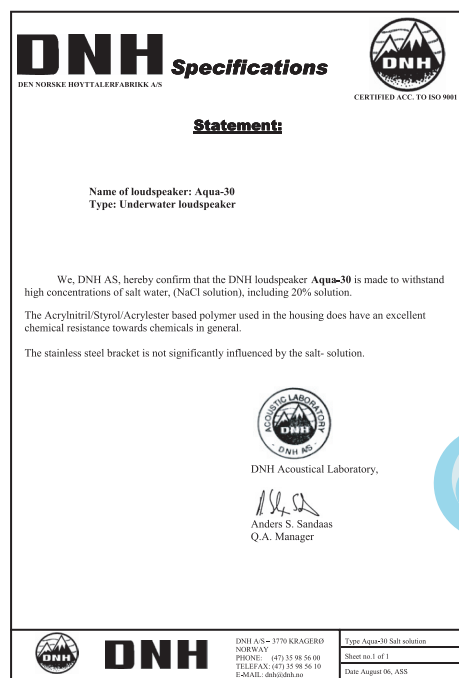 DNH Specifications
DNH
DEN NORSKE HØYTTALERFABRIKK A/S
CERTIFIED ACC. TO ISO 9001
Statement:
Name of loudspeaker: Aqua-30
Type: Underwater loudspeaker
We, DNH AS, hereby confirm that the DNH loudspeaker Aqua-30 is made to withstand
high concentrations of salt water, (NaCl solution), including 20% solution.
The Acrylnitril/Styrol/Acrylester based polymer used in the housing does have an excellent
chemical resistance towards chemicals in general.
The stainless steel bracket is not significantly influenced by the salt- solution.
ACOUSTIC LABORATORY
DNH
DNH AS
DNH Acoustical Laboratory,
Anders S. Sandaas
Q.A. Manager
DNH
DNH
DNH A/S – 3770 KRAGERØ
NORWAY
PHONE: (47) 35 98 56 00
TELEFAX: (47) 35 98 56 10
E-MAIL: dnh@dnh.no
Type Aqua-30 Salt solution
Sheet no.1 of 1
Date August 06, ASS